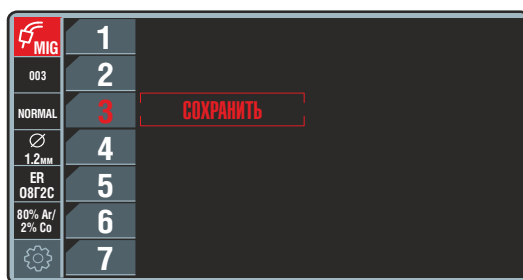 MIG
003
NORMAL
Ø
1.2мм
ER
08Г2С
80% Ar/
2% Co
1
2
3
СОХРАНИТЬ
4
5
6
7